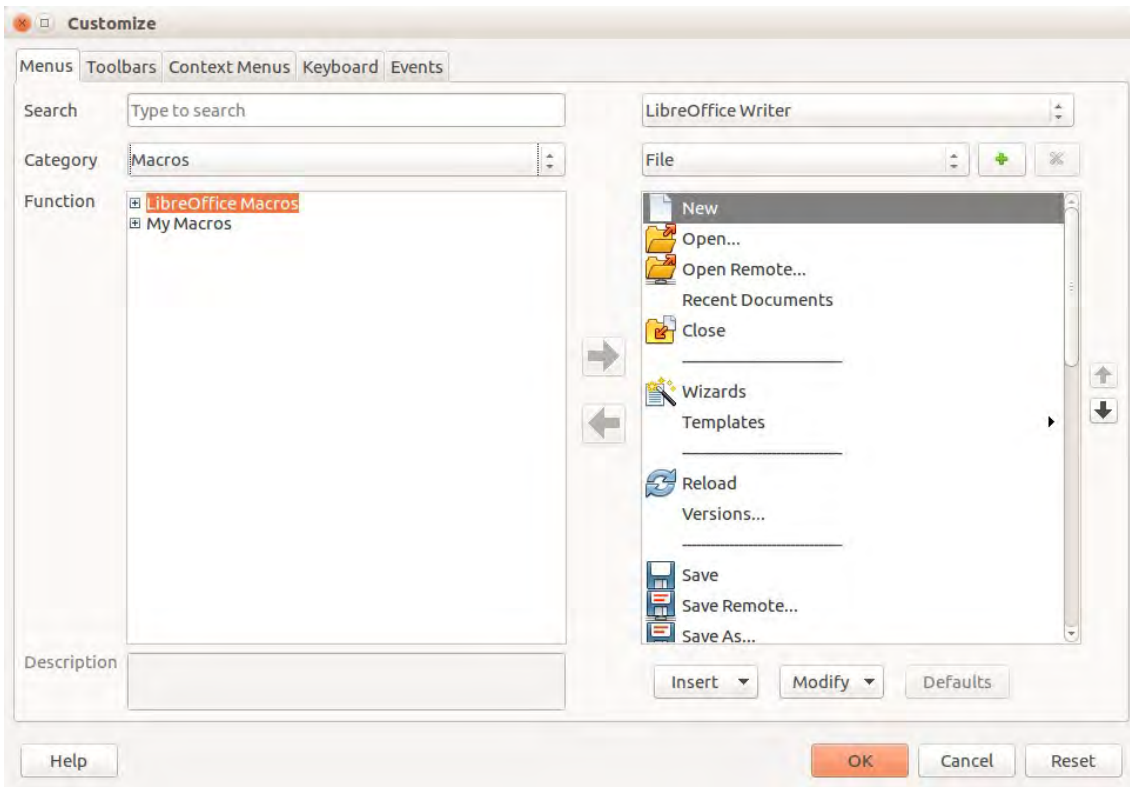 Customize
Menus Toolbars Context Menus Keyboard Events
Search Type to search LibreOffice Writer
Category Macros File
Function LibreOffice Macros
My Macros
New
Open...
Open Remote...
Recent Documents
Close
Wizards
Templates
Reload
Versions...
Save
Save Remote...
Save As...
Description
Insert Modify Defaults
Help OK Cancel Reset